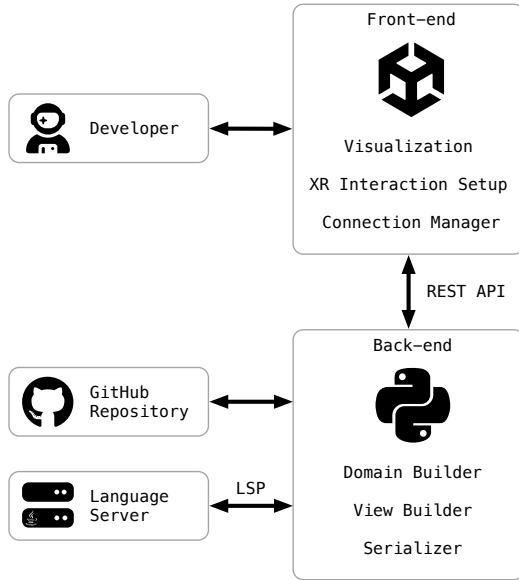 Front-end
Developer
Visualization
XR Interaction Setup
Connection Manager
REST API
Back-end
GitHub
Repository
Domain Builder
LSP
Language
Server
View Builder
Serializer